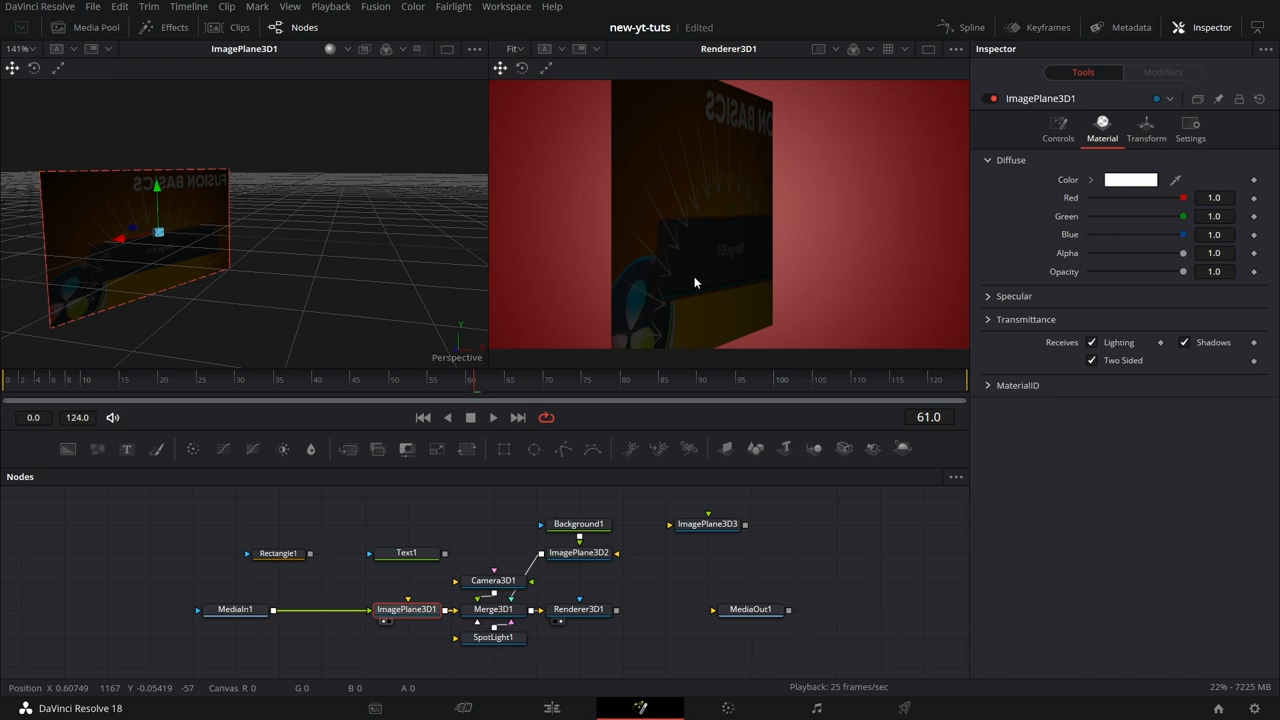 DaVinci Resolve File Edit Trim Timeline Clip Mark View Playback Fusion Color Fairlight Workspace Help
Media Pool Effects Clips Nodes new-yt-tuts Edited Spline Keyframes Metadata Inspector
141% ImagePlane3D1 Fit Renderer3D1 Inspector
Tools Modifiers
ImagePlane3D1
Controls Material Transform Settings
Diffuse
Color
Red 1.0
Green 1.0
Blue 1.0
Alpha 1.0
Opacity 1.0
Specular
Transmittance
Receives Lighting Shadows
Two Sided
MaterialID
FUSION BASICS
ON BASICS
Merge3D1
Y
X
Perspective
0 2 4 6 8 10 15 20 25 30 35 40 45 50 55 60 65 70 75 80 85 90 95 100 105 110 115 120
0.0 124.0 61.0
Nodes
Background1 ImagePlane3D3
Rectangle1 Text1 ImagePlane3D2
Camera3D1
MediaIn1 ImagePlane3D1 Merge3D1 Renderer3D1 MediaOut1
SpotLight1
Position X 0.60749 1167 Y -0.05419 -57 Canvas R 0 G 0 B 0 A 0 Playback: 25 frames/sec 22% - 7225 MB
DaVinci Resolve 18